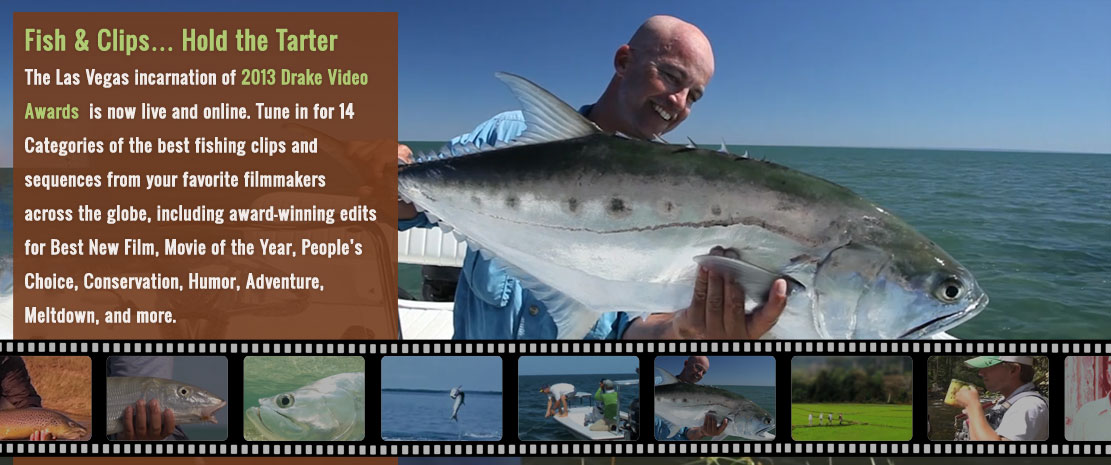 Fish & Clips... Hold the Tarter
The Las Vegas incarnation of 2013 Drake Video
Awards is now live and online. Tune in for 14
Categories of the best fishing clips and
sequences from your favorite filmmakers
across the globe, including award-winning edits
for Best New Film, Movie of the Year, People's
Choice, Conservation, Humor, Adventure,
Meltdown, and more.